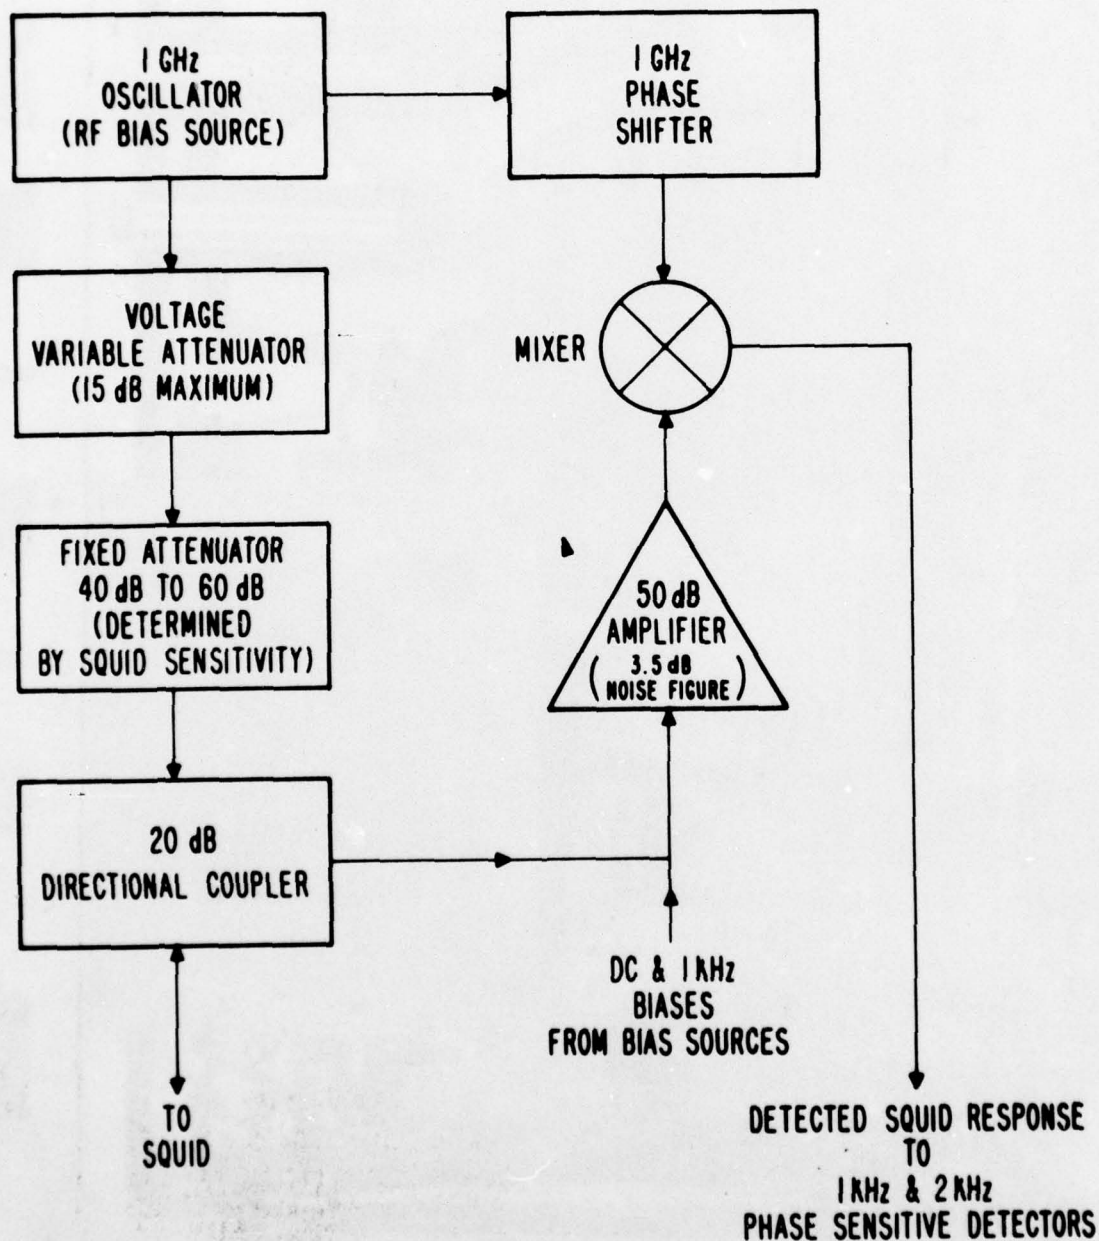 1 GHz
OSCILLATOR
(RF BIAS SOURCE)
1 GHz
PHASE
SHIFTER
VOLTAGE
VARIABLE ATTENUATOR
(15 dB MAXIMUM)
MIXER
FIXED ATTENUATOR
40 dB TO 60 dB
(DETERMINED
BY SQUID SENSITIVITY)
50 dB
AMPLIFIER
( 3.5 dB
NOISE FIGURE )
20 dB
DIRECTIONAL COUPLER
DC & 1 KHz
BIASES
FROM BIAS SOURCES
TO
SQUID
DETECTED SQUID RESPONSE
TO
1 KHz & 2 KHz
PHASE SENSITIVE DETECTORS